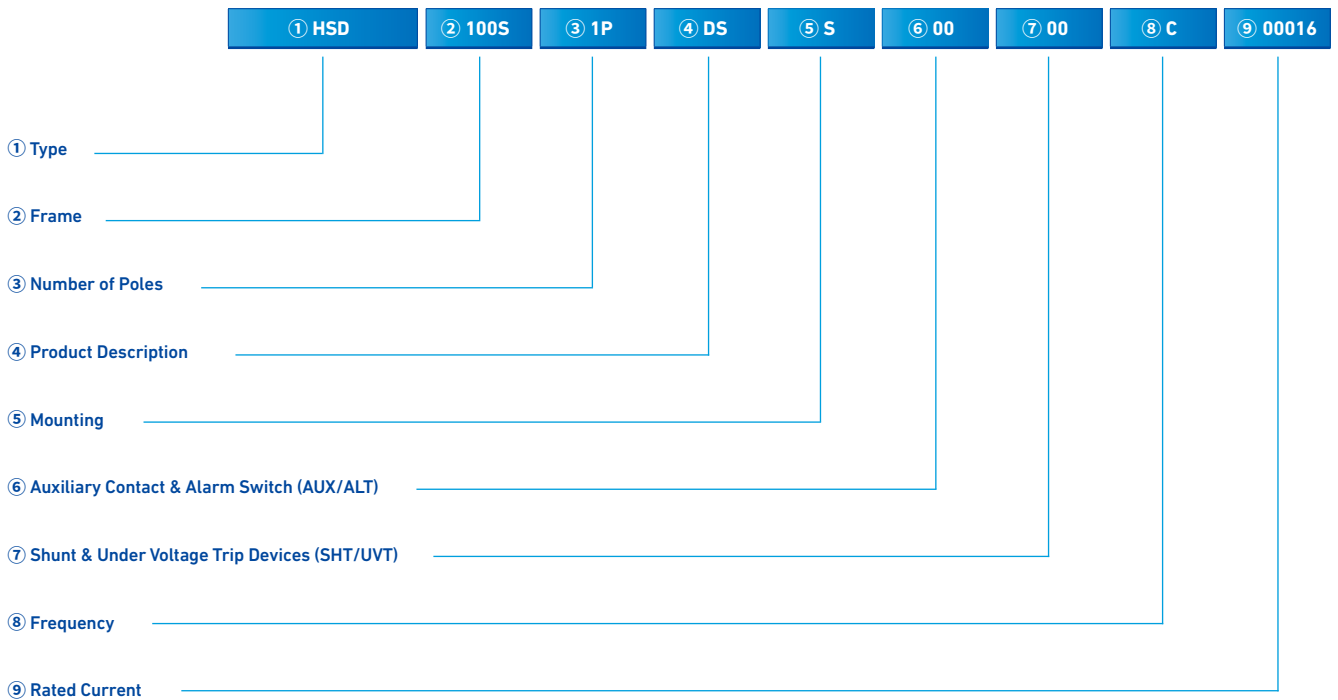 ① HSD ② 100S ③ 1P ④ DS ⑤ S ⑥ 00 ⑦ 00 ⑧ C ⑨ 00016
① Type
② Frame
③ Number of Poles
④ Product Description
⑤ Mounting
⑥ Auxiliary Contact & Alarm Switch (AUX/ALT)
⑦ Shunt & Under Voltage Trip Devices (SHT/UVT)
⑧ Frequency
⑨ Rated Current